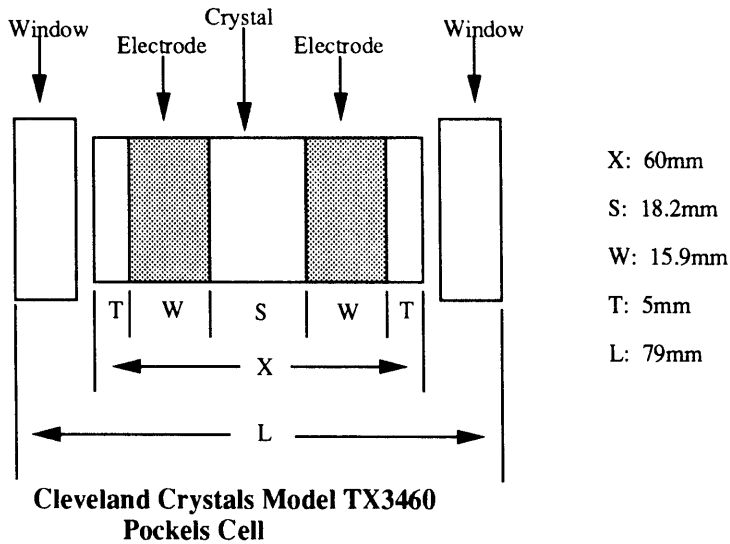 Crystal
Window
Window
Electrode
Electrode
X: 60mm
S: 18.2mm
W: 15.9mm
T: 5mm
L: 79mm
T W S W T
X
L
Cleveland Crystals Model TX3460
Pockels Cell